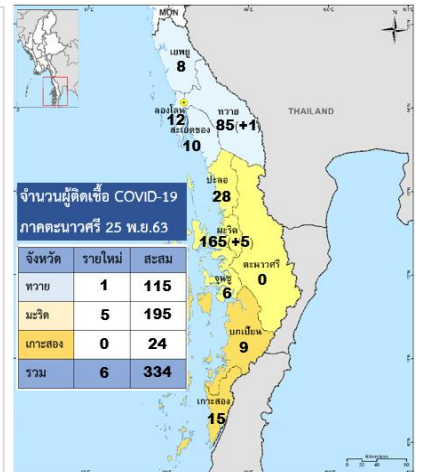 MON
เยพยู
8
ลองโลน
12
ทวาย
85(+1)
THAILAND
สะเยดชอง
10
ปะลอ
28
จำนวนผู้ติดเชื้อ COVID-19
ภาคตะนาวศรี 25 พ.ย.63
มะริด
165(+5)
ตะนาวศรี
0
จุนซู
6
จังหวัด รายใหม่ สะสม
ทวาย 1 115
มะริด 5 195
เกาะสอง 0 24
รวม 6 334
บกเปี้ยน
9
เกาะสอง
15
Kilometers